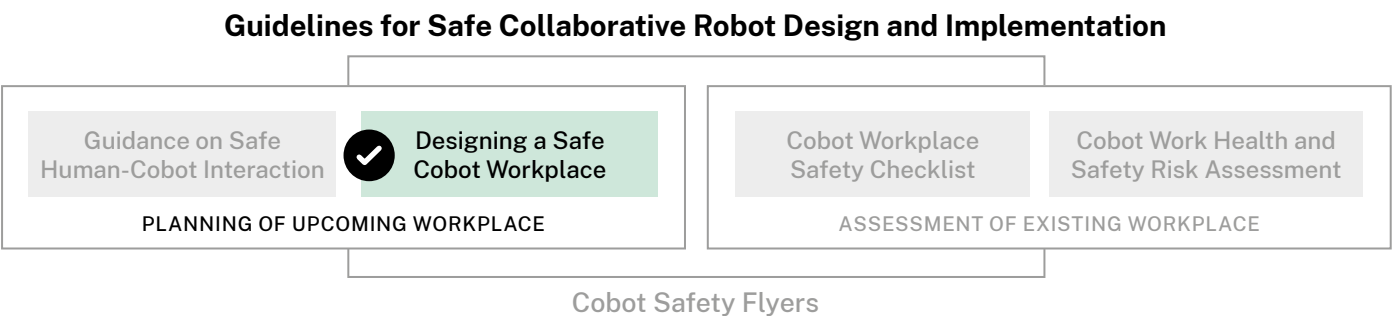 Guidelines for Safe Collaborative Robot Design and Implementation
Guidance on Safe
Human-Cobot Interaction
Designing a Safe
Cobot Workplace
PLANNING OF UPCOMING WORKPLACE
Cobot Workplace
Safety Checklist
Cobot Work Health and
Safety Risk Assessment
ASSESSMENT OF EXISTING WORKPLACE
Cobot Safety Flyers